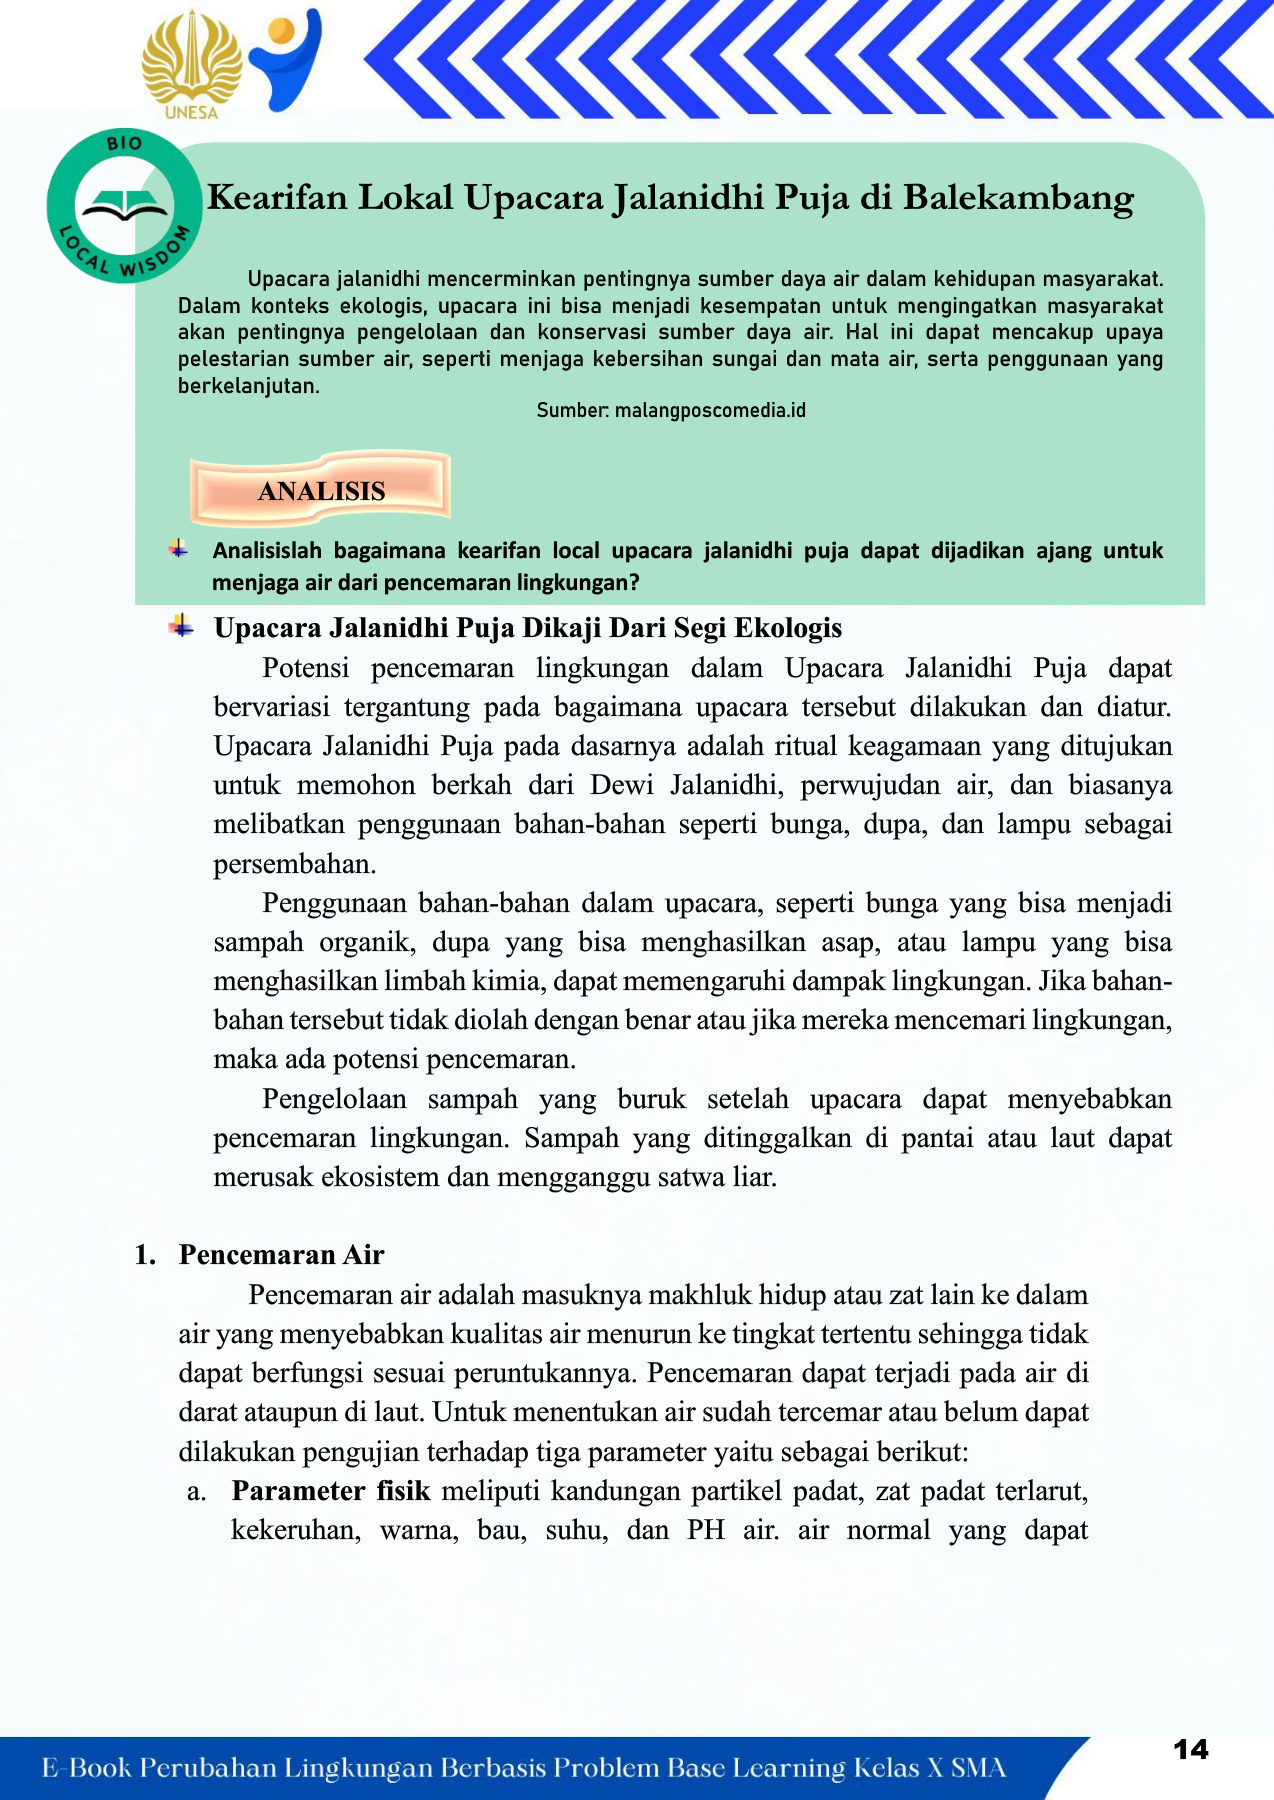 UNESA
BIO
LOCAL WISDOM
Kearifan Lokal Upacara Jalanidhi Puja di Balekambang
Upacara jalanidhi mencerminkan pentingnya sumber daya air dalam kehidupan masyarakat.
Dalam konteks ekologis, upacara ini bisa menjadi kesempatan untuk mengingatkan masyarakat
akan pentingnya pengelolaan dan konservasi sumber daya air. Hal ini dapat mencakup upaya
pelestarian sumber air, seperti menjaga kebersihan sungai dan mata air, serta penggunaan yang
berkelanjutan.
Sumber: malangposcomedia.id
ANALISIS
Analisislah bagaimana kearifan local upacara jalanidhi puja dapat dijadikan ajang untuk
menjaga air dari pencemaran lingkungan?
Upacara Jalanidhi Puja Dikaji Dari Segi Ekologis
Potensi pencemaran lingkungan dalam Upacara Jalanidhi Puja dapat
bervariasi tergantung pada bagaimana upacara tersebut dilakukan dan diatur.
Upacara Jalanidhi Puja pada dasarnya adalah ritual keagamaan yang ditujukan
untuk memohon berkah dari Dewi Jalanidhi, perwujudan air, dan biasanya
melibatkan penggunaan bahan-bahan seperti bunga, dupa, dan lampu sebagai
persembahan.
Penggunaan bahan-bahan dalam upacara, seperti bunga yang bisa menjadi
sampah organik, dupa yang bisa menghasilkan asap, atau lampu yang bisa
menghasilkan limbah kimia, dapat memengaruhi dampak lingkungan. Jika bahan-
bahan tersebut tidak diolah dengan benar atau jika mereka mencemari lingkungan,
maka ada potensi pencemaran.
Pengelolaan sampah yang buruk setelah upacara dapat menyebabkan
pencemaran lingkungan. Sampah yang ditinggalkan di pantai atau laut dapat
merusak ekosistem dan mengganggu satwa liar.
1. Pencemaran Air
Pencemaran air adalah masuknya makhluk hidup atau zat lain ke dalam
air yang menyebabkan kualitas air menurun ke tingkat tertentu sehingga tidak
dapat berfungsi sesuai peruntukannya. Pencemaran dapat terjadi pada air di
darat ataupun di laut. Untuk menentukan air sudah tercemar atau belum dapat
dilakukan pengujian terhadap tiga parameter yaitu sebagai berikut:
a. Parameter fisik meliputi kandungan partikel padat, zat padat terlarut,
kekeruhan, warna, bau, suhu, dan PH air. air normal yang dapat
14
E-Book Perubahan Lingkungan Berbasis Problem Base Learning Kelas X SMA